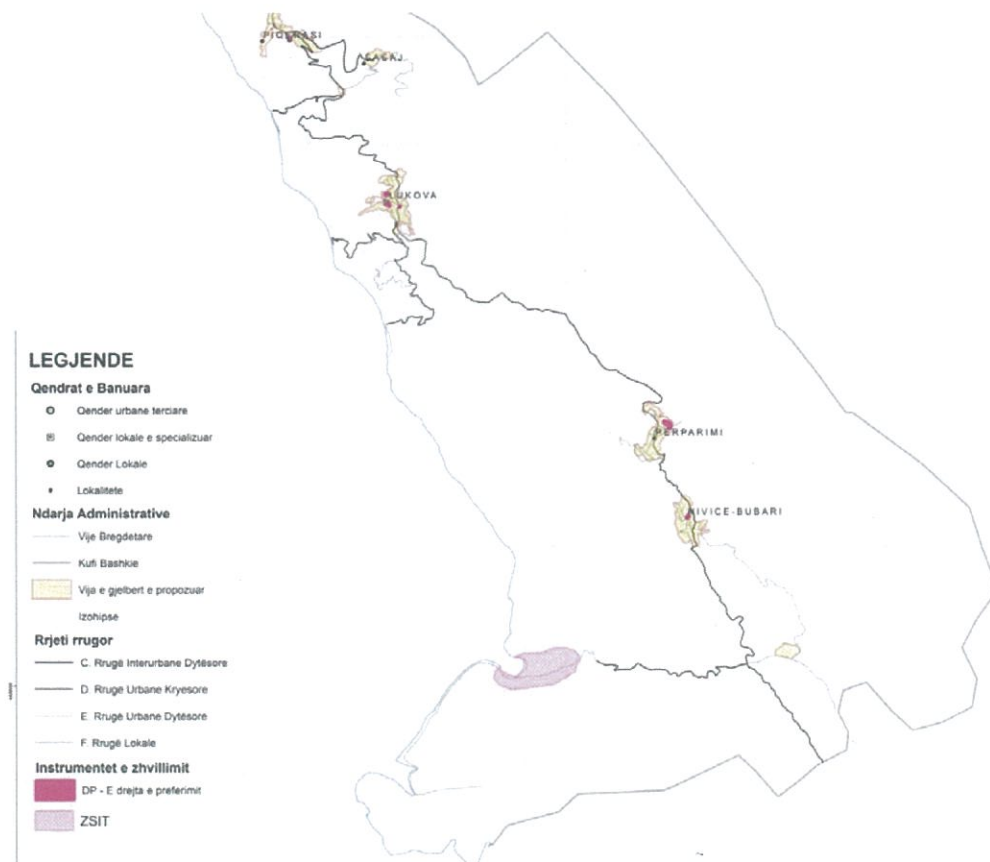 PIQERASI
SASAJ
LUKOVA
PERPARIMI
NIVICE-BUBARI
LEGJENDE
Qendrat e Banuara
Qender urbane terciare
Qender lokale e specializuar
Qender Lokale
Lokalitete
Ndarja Administrative
Vije Bregdetare
Kufi Bashkie
Vija e gjelbert e propozuar
Izohipse
Rrjeti rrugor
C. Rrugë Interurbane Dytësore
D. Rrugë Urbane Kryesore
E. Rrugë Urbane Dytësore
F. Rrugë Lokale
Instrumentet e zhvillimit
DP - E drejta e preferimit
ZSIT